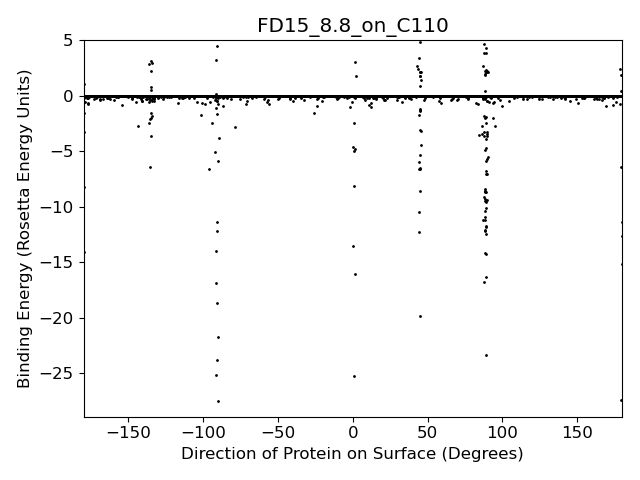 FD15_8.8_on_C110
Binding Energy (Rosetta Energy Units)
5
0
−5
−10
−15
−20
−25
−150 −100 −50 0 50 100 150
Direction of Protein on Surface (Degrees)